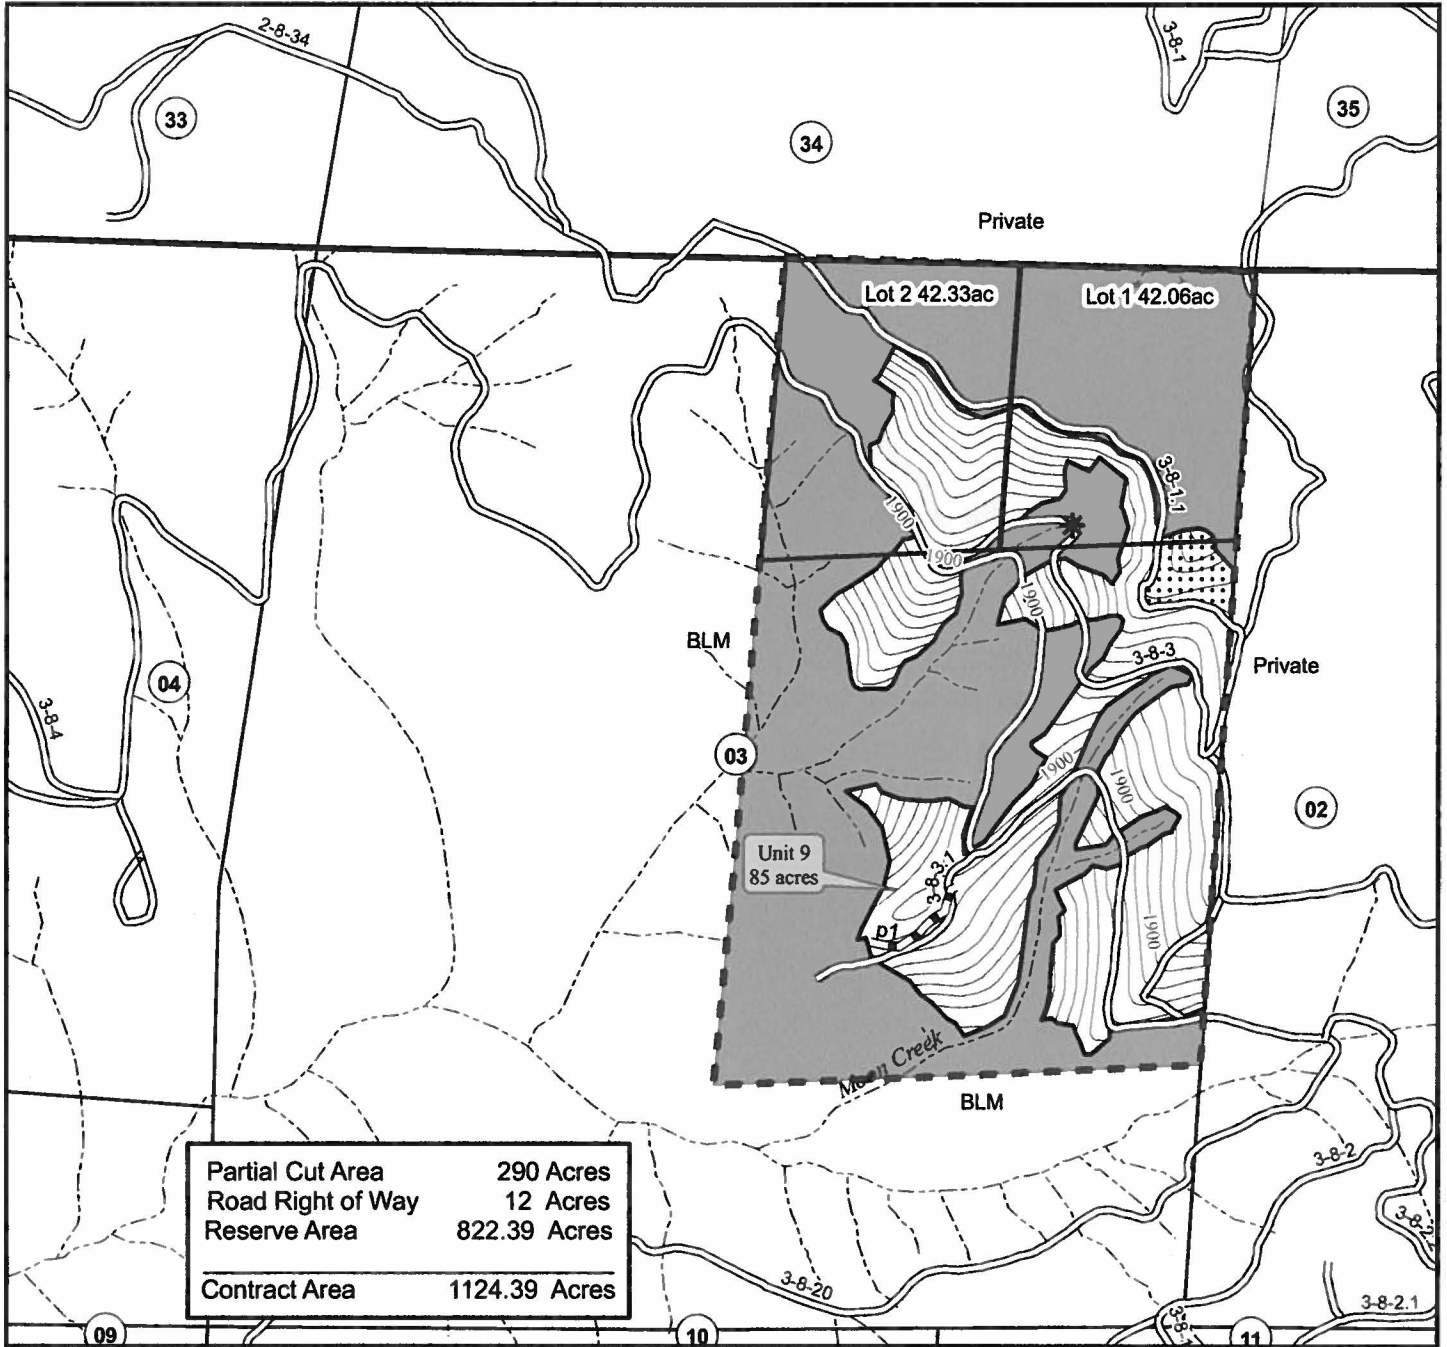 2-8-34
3-8-1
33
34
35
Private
Lot 2 42.33ac
Lot 1 42.06ac
3-8-1.1
1900
1900
1900
BLM
3-8-3
Private
04
3-8-4
03
1900
1900
02
Unit 9
85 acres
3-8-3.1
p1
1900
Moon Creek
BLM
Partial Cut Area 290 Acres
Road Right of Way 12 Acres
Reserve Area 822.39 Acres
Contract Area 1124.39 Acres
3-8-2
3-8-20
3-8-2.1
09
10
11